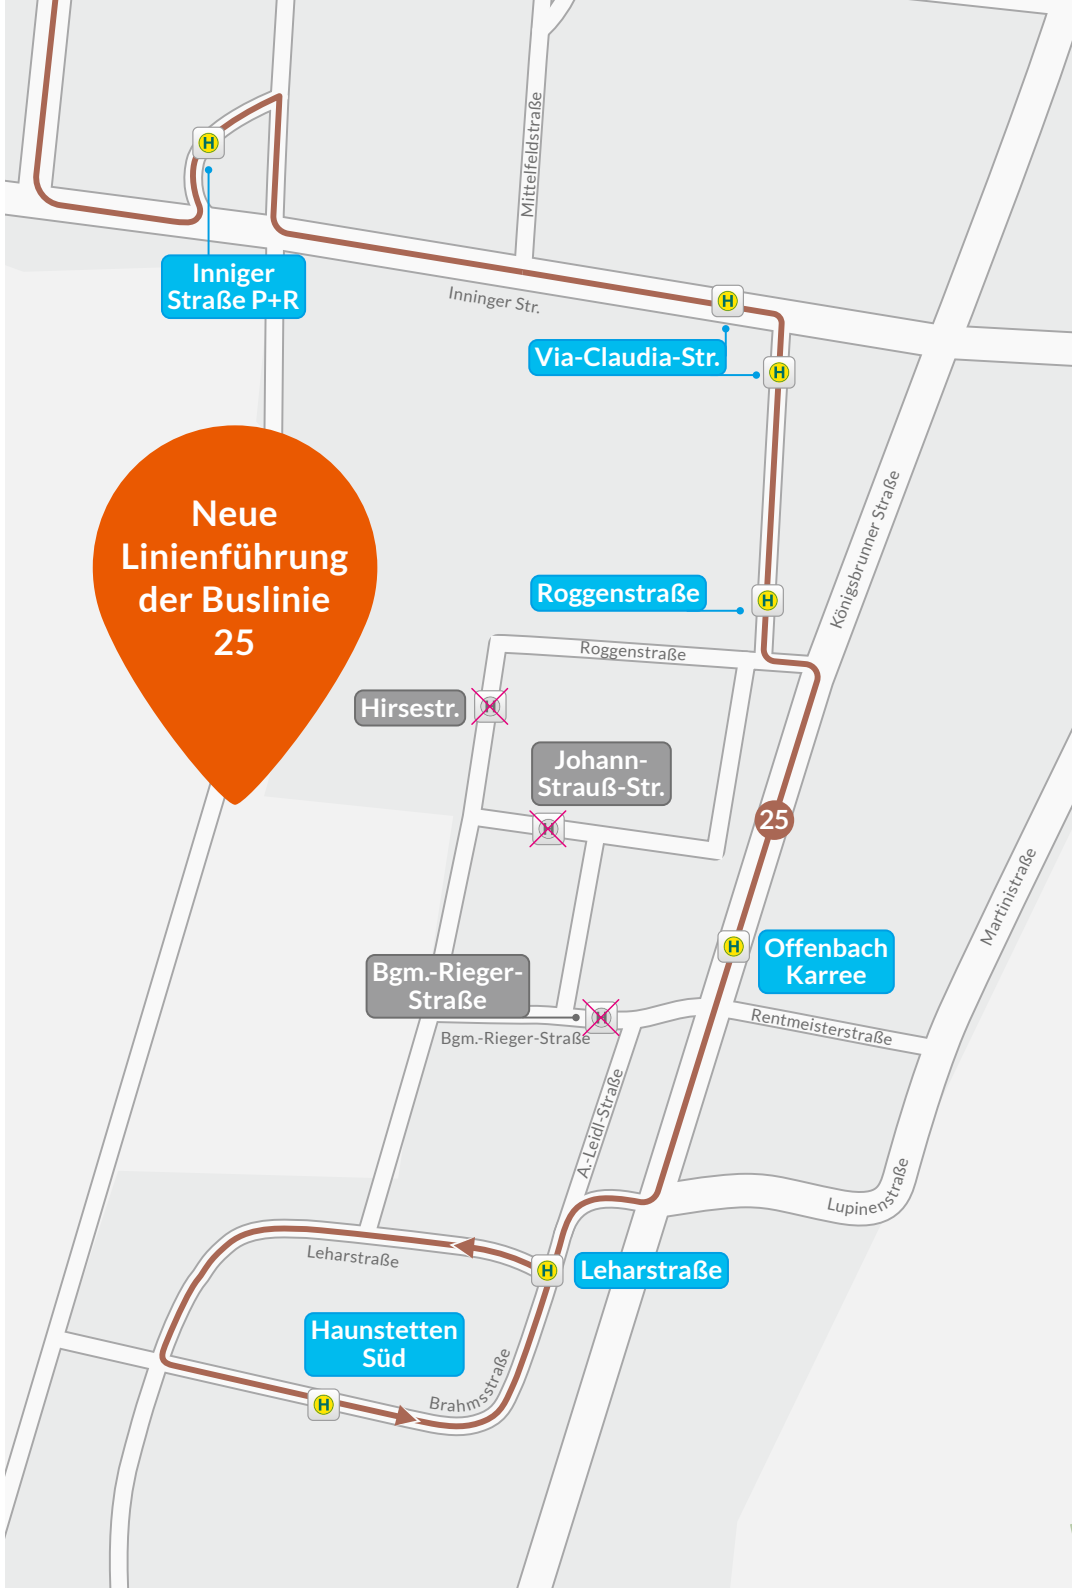 Mittelfeldstraße
H
Inniger
Straße P+R
Inninger Str.
H
Via-Claudia-Str.
H
Königsbrunner Straße
Neue
Linienführung
der Buslinie
25
Roggenstraße
H
Roggenstraße
Hirsestr.
H
Johann-
Strauß-Str.
H
25
Martinistraße
H
Offenbach
Karree
Bgm.-Rieger-
Straße
H
Bgm.-Rieger-Straße
Rentmeisterstraße
A.-Leidl-Straße
Lupinenstraße
Leharstraße
H
Leharstraße
Haunstetten
Süd
Brahmsstraße
H